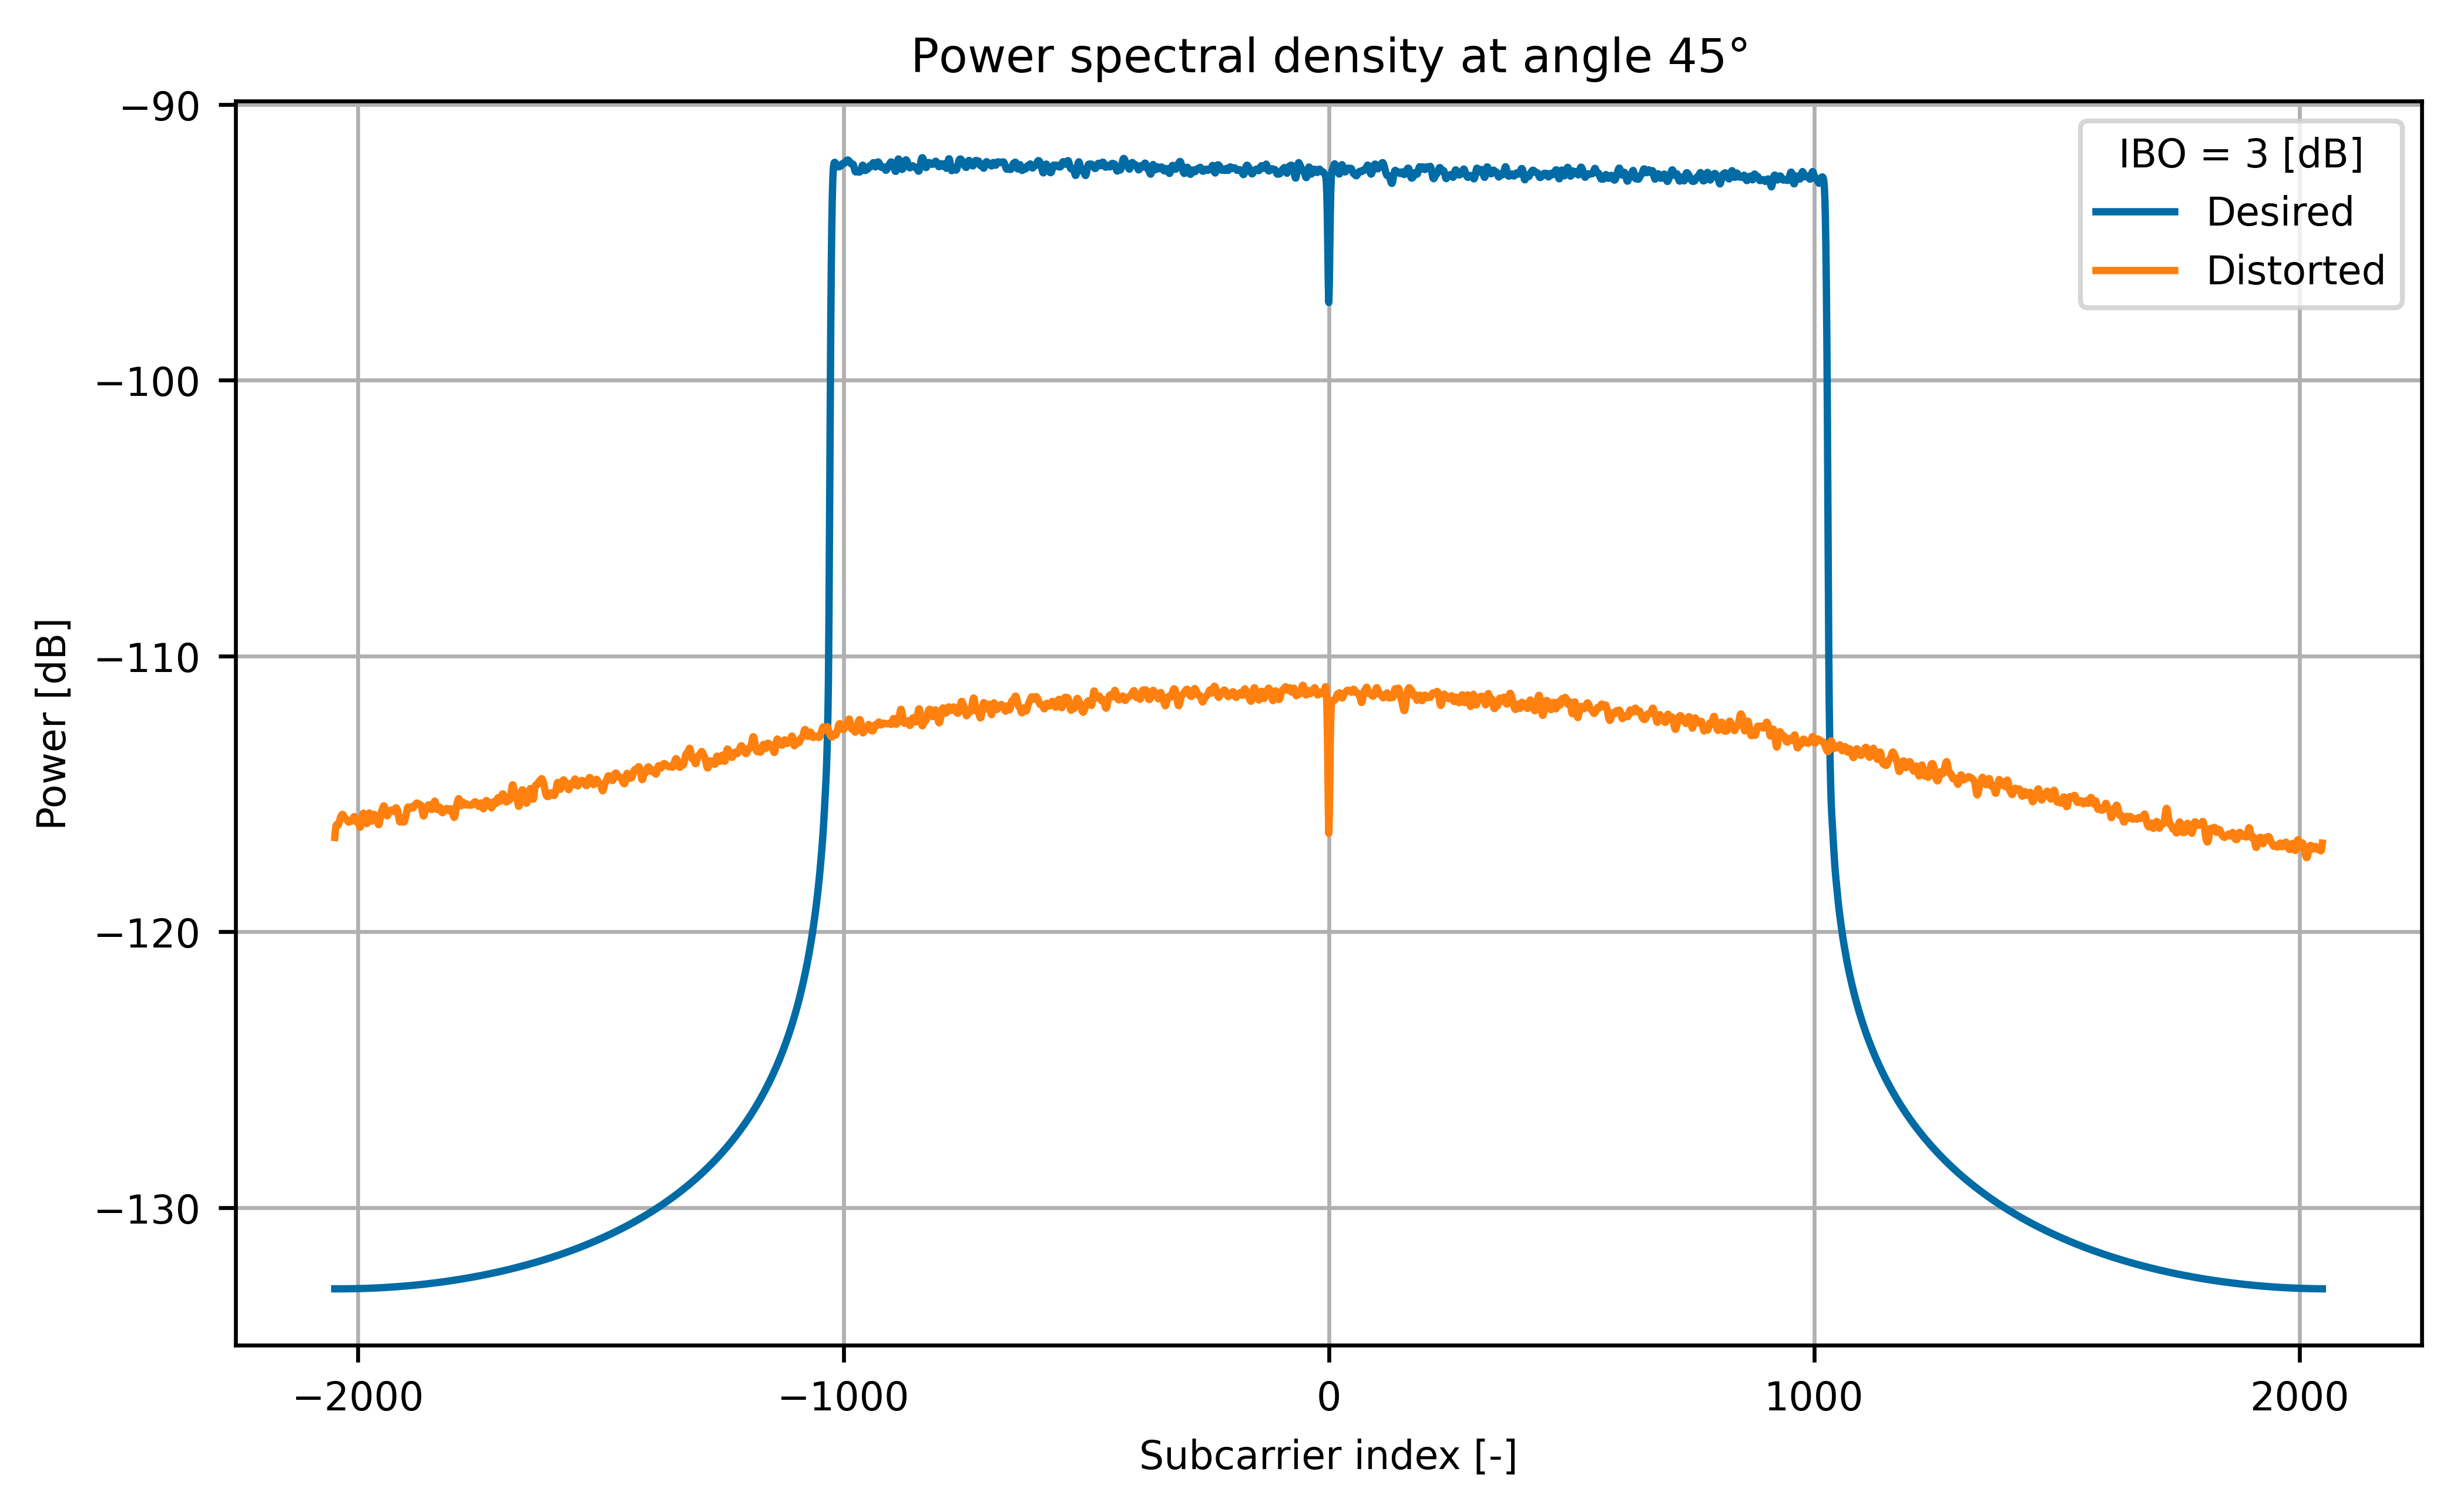 Power spectral density at angle 45°
−90
−100
−110
−120
−130
Power [dB]
IBO = 3 [dB]
Desired
Distorted
−2000 −1000 0 1000 2000
Subcarrier index [-]